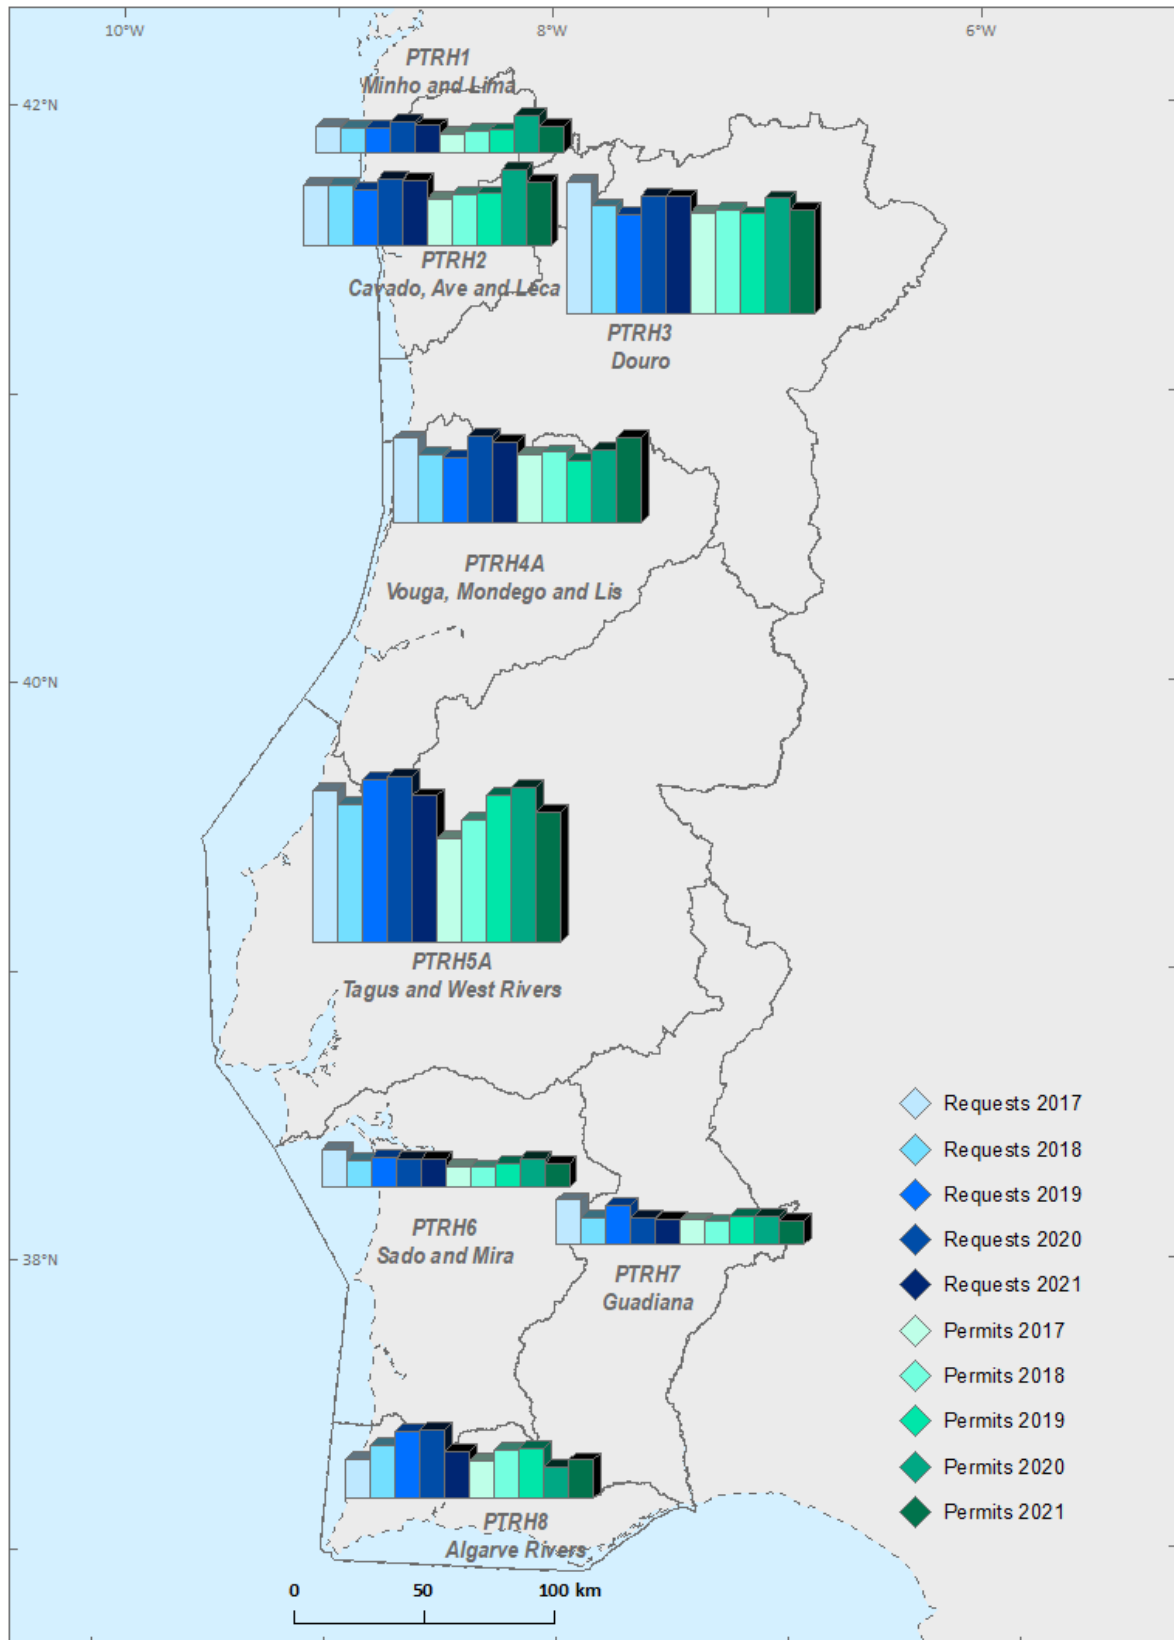 10°W
8°W
6°W
PTRH1
Minho and Lima
42°N
PTRH2
Cavado, Ave and Leca
PTRH3
Douro
PTRH4A
Vouga, Mondego and Lis
40°N
PTRH5A
Tagus and West Rivers
PTRH6
Sado and Mira
38°N
PTRH7
Guadiana
PTRH8
Algarve Rivers
Requests 2017
Requests 2018
Requests 2019
Requests 2020
Requests 2021
Permits 2017
Permits 2018
Permits 2019
Permits 2020
Permits 2021
0 50 100 km